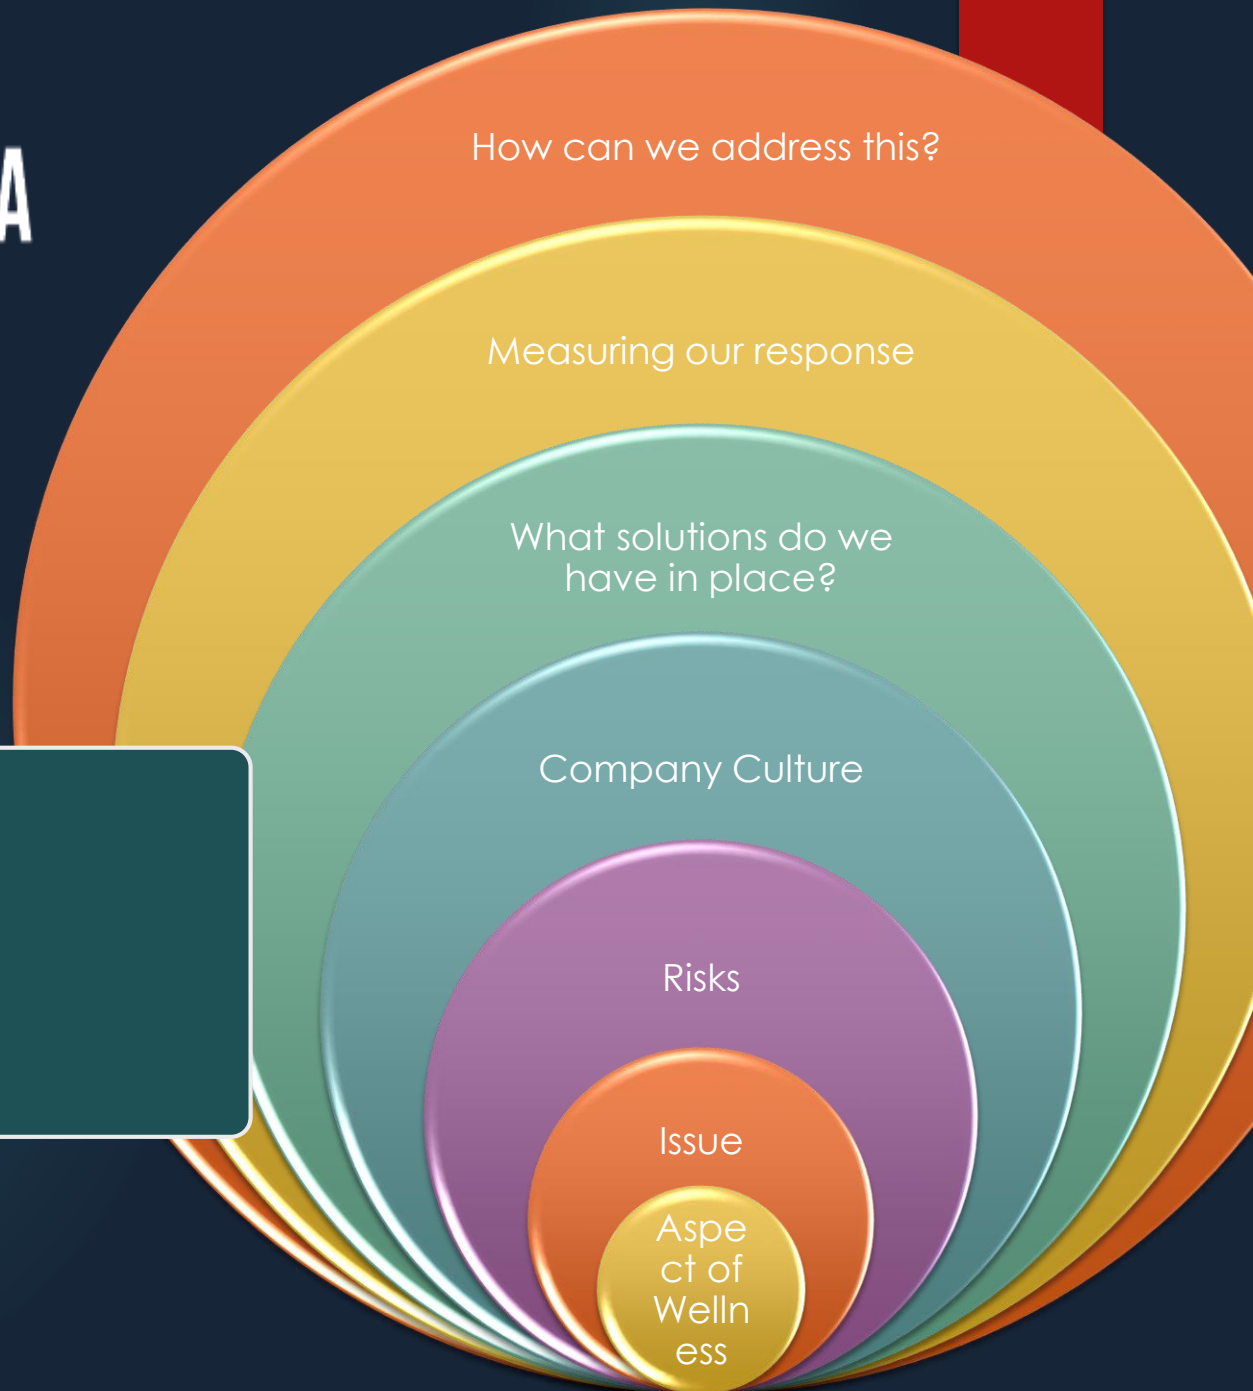 A
How can we address this?
Measuring our response
What solutions do we
have in place?
Company Culture
Risks
Issue
Aspe
ct of
Welln
ess